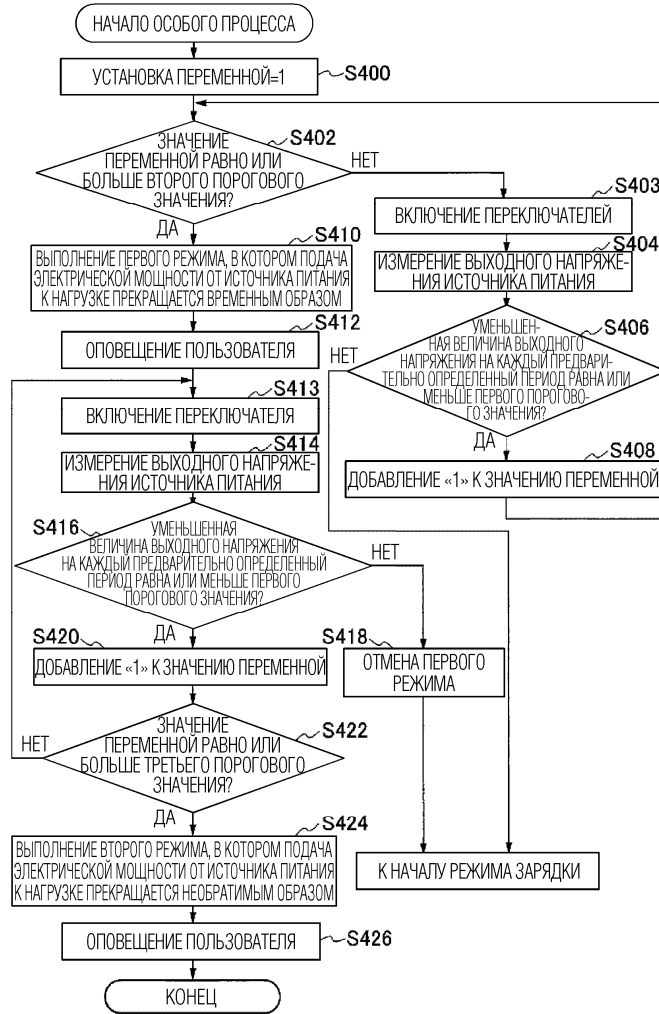 НАЧАЛО ОСОБОГО ПРОЦЕССА
УСТАНОВКА ПЕРЕМЕННОЙ=1
S400
ЗНАЧЕНИЕ
ПЕРЕМЕННОЙ РАВНО ИЛИ
БОЛЬШЕ ВТОРОГО ПОРОГОВОГО
ЗНАЧЕНИЯ?
S402
НЕТ
ДА
S403
ВКЛЮЧЕНИЕ ПЕРЕКЛЮЧАТЕЛЕЙ
S404
ИЗМЕРЕНИЕ ВЫХОДНОГО НАПРЯЖЕ-
НИЯ ИСТОЧНИКА ПИТАНИЯ
S406
УМЕНЬШЕН-
НАЯ ВЕЛИЧИНА ВЫХОДНОГО
НАПРЯЖЕНИЯ НА КАЖДЫЙ ПРЕДВАРИ-
ТЕЛЬНО ОПРЕДЕЛЕННЫЙ ПЕРИОД РАВНА ИЛИ
МЕНЬШЕ ПЕРВОГО ПОРОГОВО-
ГО ЗНАЧЕНИЯ?
НЕТ
ДА
S408
ДОБАВЛЕНИЕ «1» К ЗНАЧЕНИЮ ПЕРЕМЕННОЙ
S410
ВЫПОЛНЕНИЕ ПЕРВОГО РЕЖИМА, В КОТОРОМ ПОДАЧА
ЭЛЕКТРИЧЕСКОЙ МОЩНОСТИ ОТ ИСТОЧНИКА ПИТАНИЯ
К НАГРУЗКЕ ПРЕКРАЩАЕТСЯ ВРЕМЕННЫМ ОБРАЗОМ
S412
ОПОВЕЩЕНИЕ ПОЛЬЗОВАТЕЛЯ
S413
ВКЛЮЧЕНИЕ ПЕРЕКЛЮЧАТЕЛЯ
S414
ИЗМЕРЕНИЕ ВЫХОДНОГО НАПРЯЖЕ-
НИЯ ИСТОЧНИКА ПИТАНИЯ
S416
УМЕНЬШЕННАЯ
ВЕЛИЧИНА ВЫХОДНОГО НАПРЯЖЕНИЯ
НА КАЖДЫЙ ПРЕДВАРИТЕЛЬНО ОПРЕДЕЛЕННЫЙ
ПЕРИОД РАВНА ИЛИ МЕНЬШЕ ПЕРВОГО
ПОРОГОВОГО ЗНАЧЕНИЯ?
НЕТ
ДА
S418
ОТМЕНА ПЕРВОГО
РЕЖИМА
S420
ДОБАВЛЕНИЕ «1» К ЗНАЧЕНИЮ ПЕРЕМЕННОЙ
S422
ЗНАЧЕНИЕ
ПЕРЕМЕННОЙ РАВНО ИЛИ
БОЛЬШЕ ТРЕТЬЕГО ПОРОГОВОГО
ЗНАЧЕНИЯ?
НЕТ
ДА
S424
ВЫПОЛНЕНИЕ ВТОРОГО РЕЖИМА, В КОТОРОМ ПОДАЧА
ЭЛЕКТРИЧЕСКОЙ МОЩНОСТИ ОТ ИСТОЧНИКА ПИТАНИЯ
К НАГРУЗКЕ ПРЕКРАЩАЕТСЯ НЕОБРАТИМЫМ ОБРАЗОМ
К НАЧАЛУ РЕЖИМА ЗАРЯДКИ
ОПОВЕЩЕНИЕ ПОЛЬЗОВАТЕЛЯ
S426
КОНЕЦ